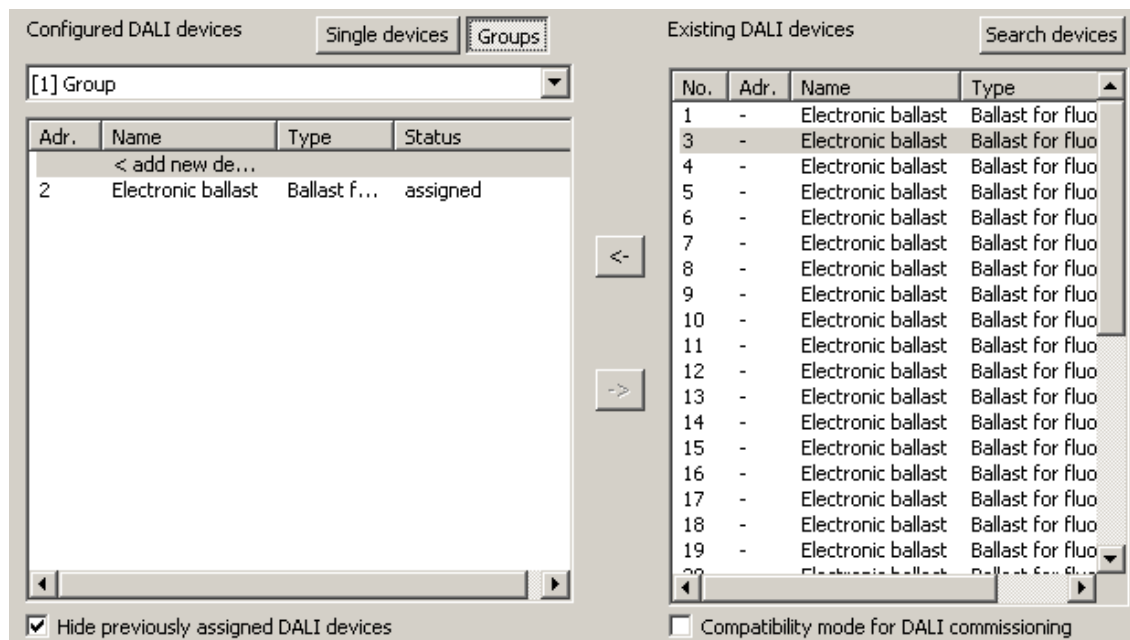 Configured DALI devices Single devices Groups
[1] Group
Adr. Name Type Status
< add new de...
2 Electronic ballast Ballast f... assigned
Hide previously assigned DALI devices
<-
->
Existing DALI devices Search devices
No. Adr. Name Type
1 - Electronic ballast Ballast for fluo
3 - Electronic ballast Ballast for fluo
4 - Electronic ballast Ballast for fluo
5 - Electronic ballast Ballast for fluo
6 - Electronic ballast Ballast for fluo
7 - Electronic ballast Ballast for fluo
8 - Electronic ballast Ballast for fluo
9 - Electronic ballast Ballast for fluo
10 - Electronic ballast Ballast for fluo
11 - Electronic ballast Ballast for fluo
12 - Electronic ballast Ballast for fluo
13 - Electronic ballast Ballast for fluo
14 - Electronic ballast Ballast for fluo
15 - Electronic ballast Ballast for fluo
16 - Electronic ballast Ballast for fluo
17 - Electronic ballast Ballast for fluo
18 - Electronic ballast Ballast for fluo
19 - Electronic ballast Ballast for fluo
Compatibility mode for DALI commissioning